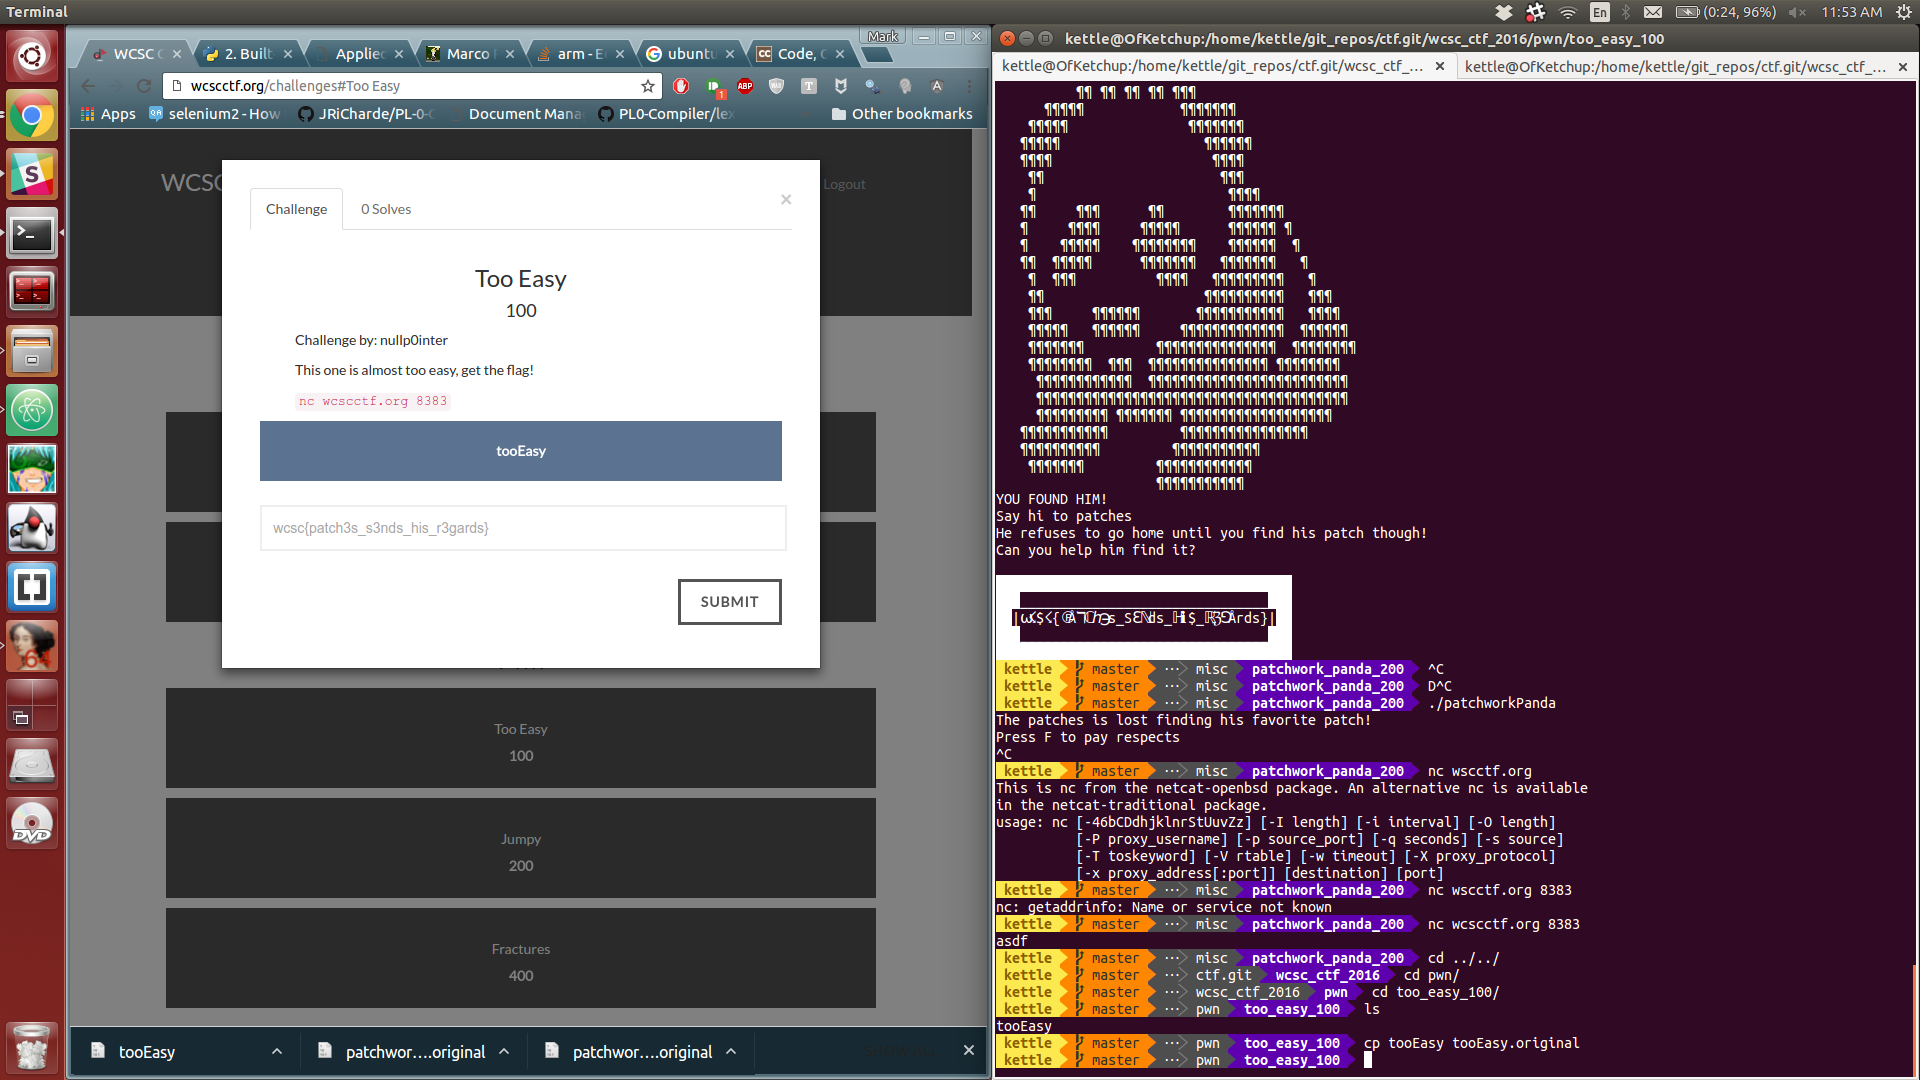 Terminal
En
(0:24, 96%)
11:53 AM
WCSC C
2. Built-
Applied
Marco
arm - E
ubuntu
Code, C
Mark
wcscctf.org/challenges#Too Easy
1
ABP
Apps
selenium2 - How
JRiCharde/PL-0-C
Document Mana
PL0-Compiler/lex
Other bookmarks
WCSC
Logout
Challenge
0 Solves
×
Too Easy
100
Challenge by: nullp0inter
This one is almost too easy, get the flag!
nc wcscctf.org 8383
tooEasy
wcsc{patch3s_s3nds_his_r3gards}
SUBMIT
Too Easy
100
Jumpy
200
Fractures
400
64
DVD
tooEasy
patchwor….original
patchwor….original
kettle@OfKetchup:/home/kettle/git_repos/ctf.git/wcsc_ctf_2016/pwn/too_easy_100
kettle@OfKetchup:/home/kettle/git_repos/ctf.git/wcsc_ctf_...
kettle@OfKetchup:/home/kettle/git_repos/ctf.git/wcsc_ctf_...
YOU FOUND HIM!
Say hi to patches
He refuses to go home until you find his patch though!
Can you help him find it?
kettle master ⋯ misc patchwork_panda_200 ^C
kettle master ⋯ misc patchwork_panda_200 D^C
kettle master ⋯ misc patchwork_panda_200 ./patchworkPanda
The patches is lost finding his favorite patch!
Press F to pay respects
^C
kettle master ⋯ misc patchwork_panda_200 nc wscctf.org
This is nc from the netcat-openbsd package. An alternative nc is available
in the netcat-traditional package.
usage: nc [-46bCDdhjklnrStUuvZz] [-I length] [-i interval] [-O length]
[-P proxy_username] [-p source_port] [-q seconds] [-s source]
[-T toskeyword] [-V rtable] [-w timeout] [-X proxy_protocol]
[-x proxy_address[:port]] [destination] [port]
kettle master ⋯ misc patchwork_panda_200 nc wscctf.org 8383
nc: getaddrinfo: Name or service not known
kettle master ⋯ misc patchwork_panda_200 nc wcscctf.org 8383
asdf
kettle master ⋯ misc patchwork_panda_200 cd ../../
kettle master ⋯ ctf.git wcsc_ctf_2016 cd pwn/
kettle master ⋯ wcsc_ctf_2016 pwn cd too_easy_100/
kettle master ⋯ pwn too_easy_100 ls
tooEasy
kettle master ⋯ pwn too_easy_100 cp tooEasy tooEasy.original
kettle master ⋯ pwn too_easy_100